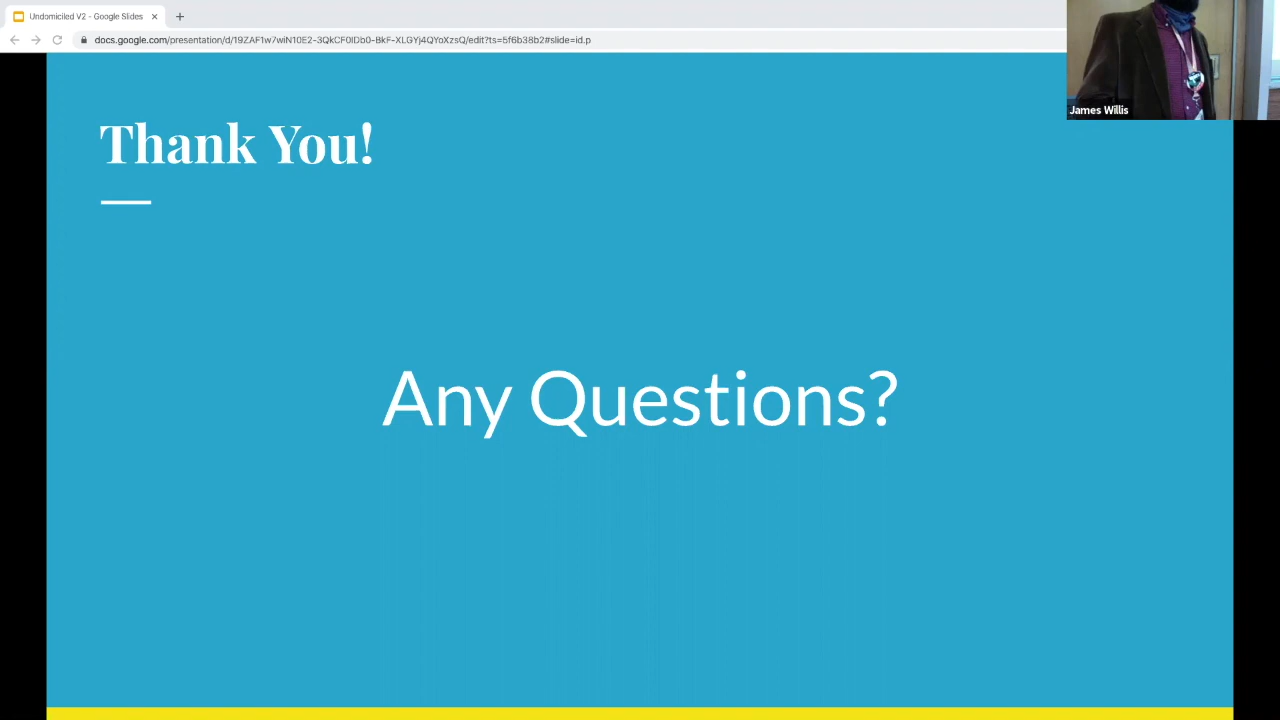 Undomiciled V2 - Google Slides
docs.google.com/presentation/d/19ZAF1w7wiN10E2-3QkCF0IDb0-BkF-XLGYj4QYoXzsQ/edit?ts=5f6b38b2#slide=id.p
James Willis
Thank You!
Any Questions?